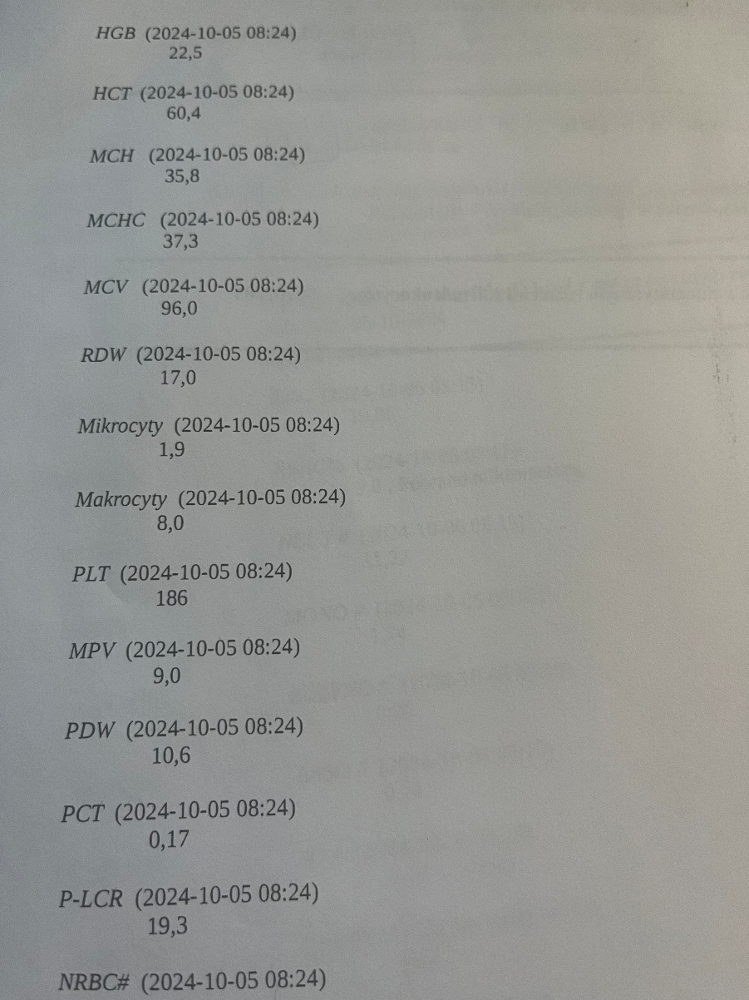 HGB (2024-10-05 08:24)
22,5
HCT (2024-10-05 08:24)
60,4
MCH (2024-10-05 08:24)
35,8
MCHC (2024-10-05 08:24)
37,3
MCV (2024-10-05 08:24)
96,0
RDW (2024-10-05 08:24)
17,0
Mikrocyty (2024-10-05 08:24)
1,9
Makrocyty (2024-10-05 08:24)
8,0
PLT (2024-10-05 08:24)
186
MPV (2024-10-05 08:24)
9,0
PDW (2024-10-05 08:24)
10,6
PCT (2024-10-05 08:24)
0,17
P-LCR (2024-10-05 08:24)
19,3
NRBC# (2024-10-05 08:24)